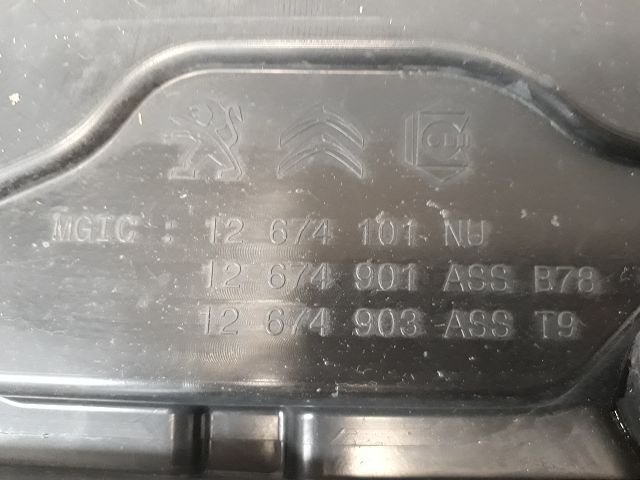 MGIC : 12 674 101 NU
12 674 901 ASS B78
12 674 903 ASS T9